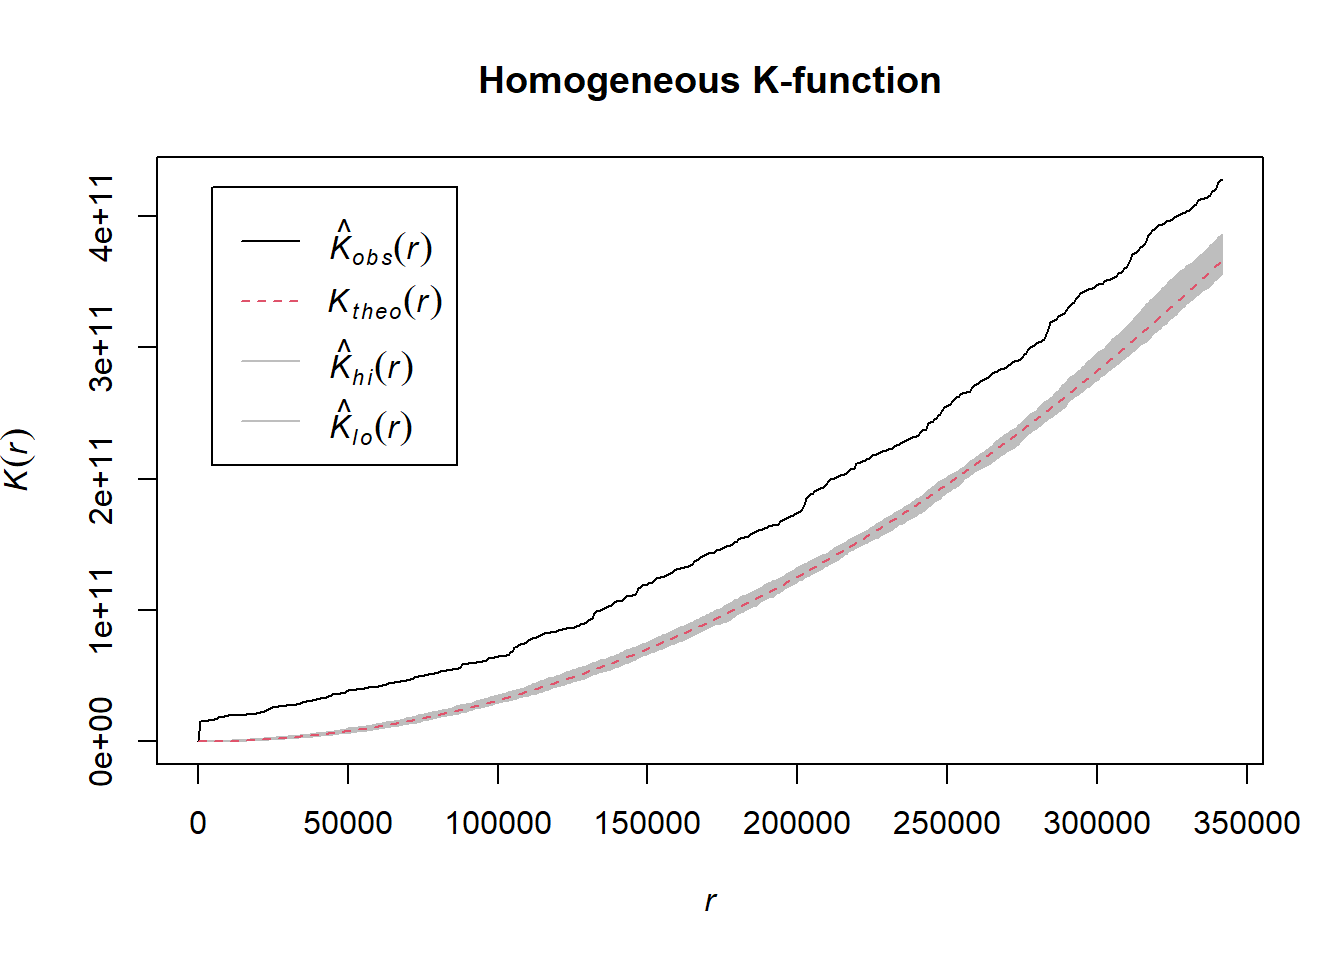 Homogeneous K-function
K̂obs(r)
Ktheo(r)
K̂hi(r)
K̂lo(r)
K(r)
4e+11
3e+11
2e+11
1e+11
0e+00
0 50000 100000 150000 200000 250000 300000 350000
r